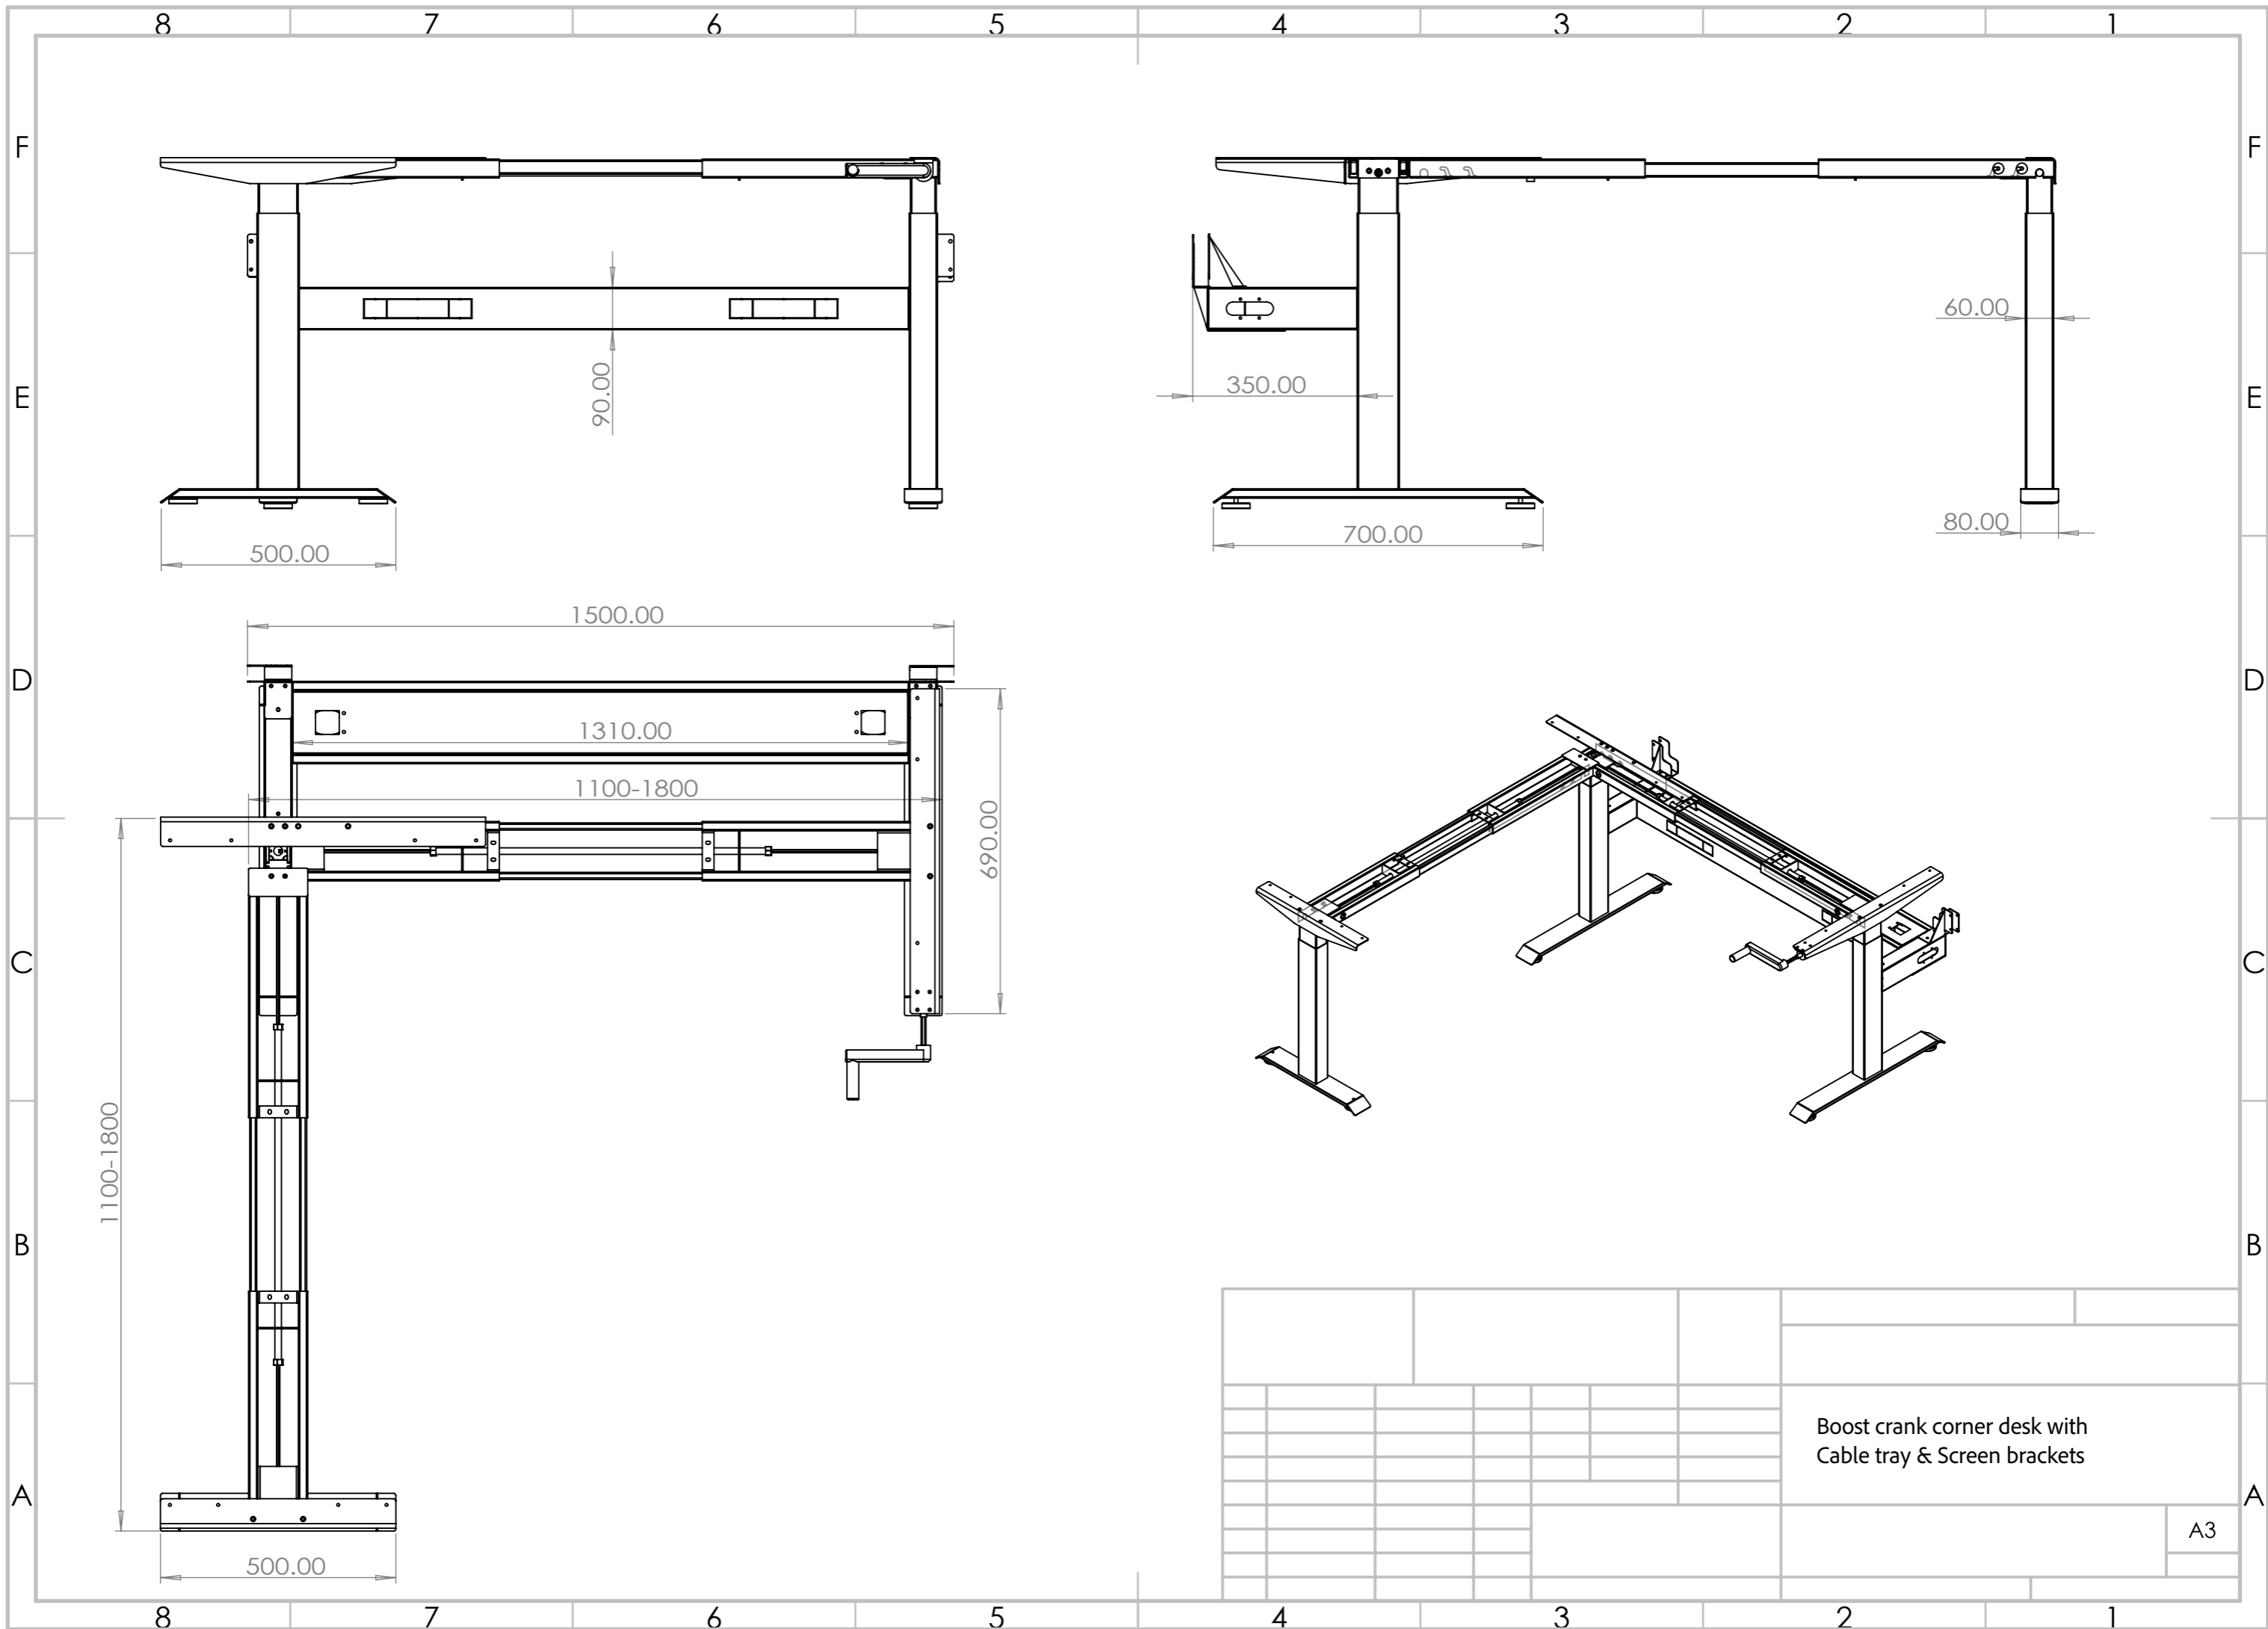 8 7 6 5 4 3 2 1
F F
60.00
350.00
E E
90.00
80.00
700.00
500.00
1500.00
D D
1310.00
1100-1800
690.00
C C
1100-1800
B B
Boost crank corner desk with
Cable tray & Screen brackets
A A
A3
500.00
8 7 6 5 4 3 2 1